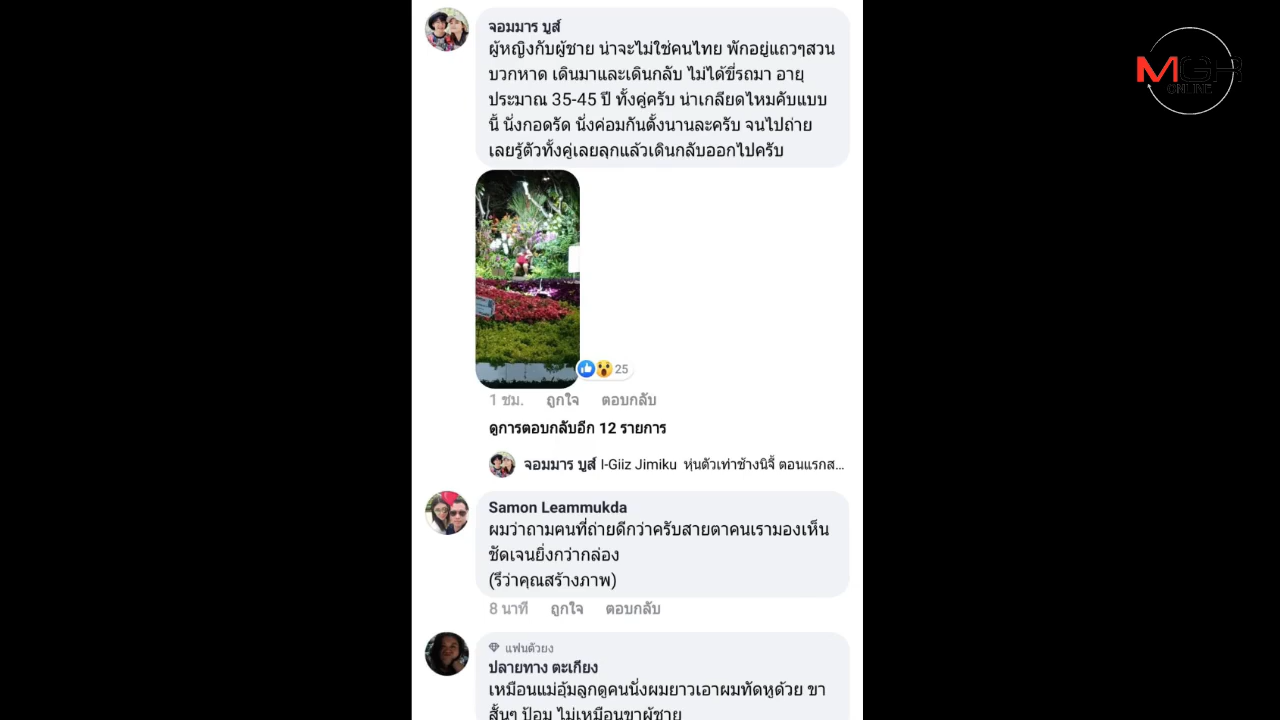 จอมมาร บูส์
ผู้หญิงกับผู้ชาย น่าจะไม่ใช่คนไทย พักอยู่แถวๆสวน
บวกหาด เดินมาและเดินกลับ ไม่ได้ขี่รถมา อายุ
ประมาณ 35-45 ปี ทั้งคู่ครับ น่าเกลียดไหมคับแบบ
นี้ นั่งกอดรัด นั่งค่อมกันตั้งนานละครับ จนไปถ่าย
เลยรู้ตัวทั้งคู่เลยลุกแล้วเดินกลับออกไปครับ
25
1 ชม. ถูกใจ ตอบกลับ
ดูการตอบกลับอีก 12 รายการ
จอมมาร บูส์ I-Giiz Jimiku หุ่นตัวเท่าช้างนิจิ้ ตอนแรกส...
Samon Leammukda
ผมว่าถามคนที่ถ่ายดีกว่าครับสายตาคนเรามองเห็น
ชัดเจนยิ่งกว่ากล่อง
(รึว่าคุณสร้างภาพ)
8 นาที ถูกใจ ตอบกลับ
แฟนตัวยง
ปลายทาง ตะเกียง
เหมือนแม่อุ้มลูกดูคนนั่งผมยาวเอาผมทัดหูด้วย ขา
สั้นๆ ป้อม ไม่เหมือนขาผู้ชาย
MGR
ONLINE